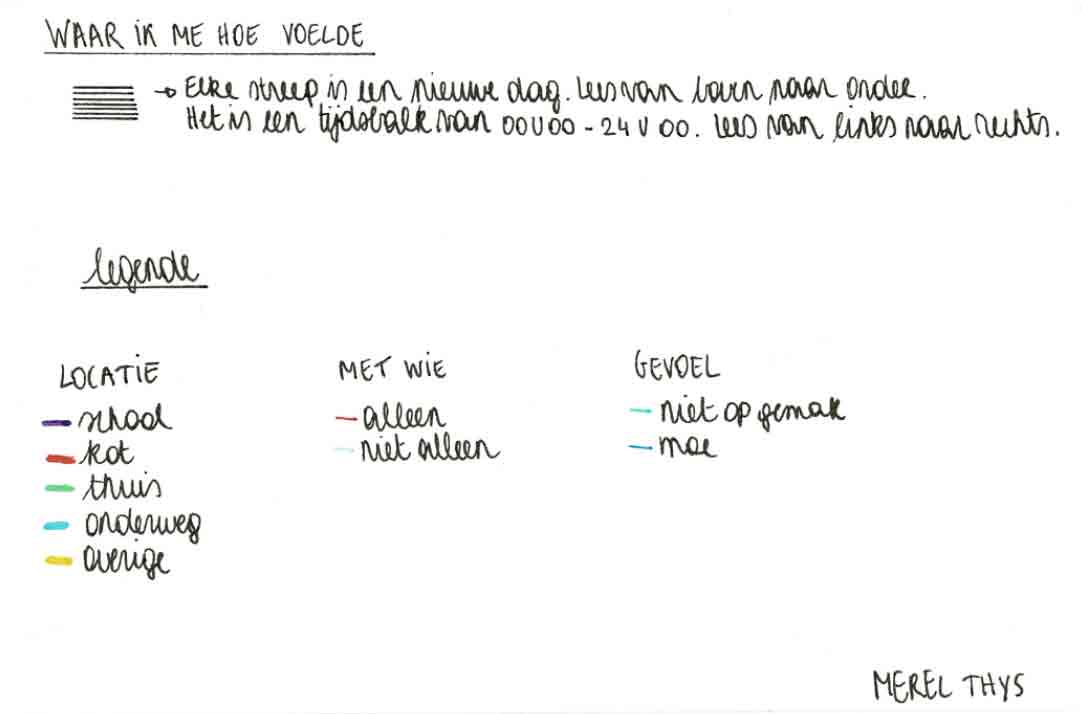 WAAR IK ME HOE VOELDE
→ Elke streep is een nieuwe dag. Lees van boven naar onder.
Het is een tijdsbalk van 00U00 - 24U00. Lees van links naar rechts.
legende
LOCATIE
school
kot
thuis
onderweg
overige
MET WIE
alleen
niet alleen
GEVOEL
niet op gemak
moe
MEREL THYS